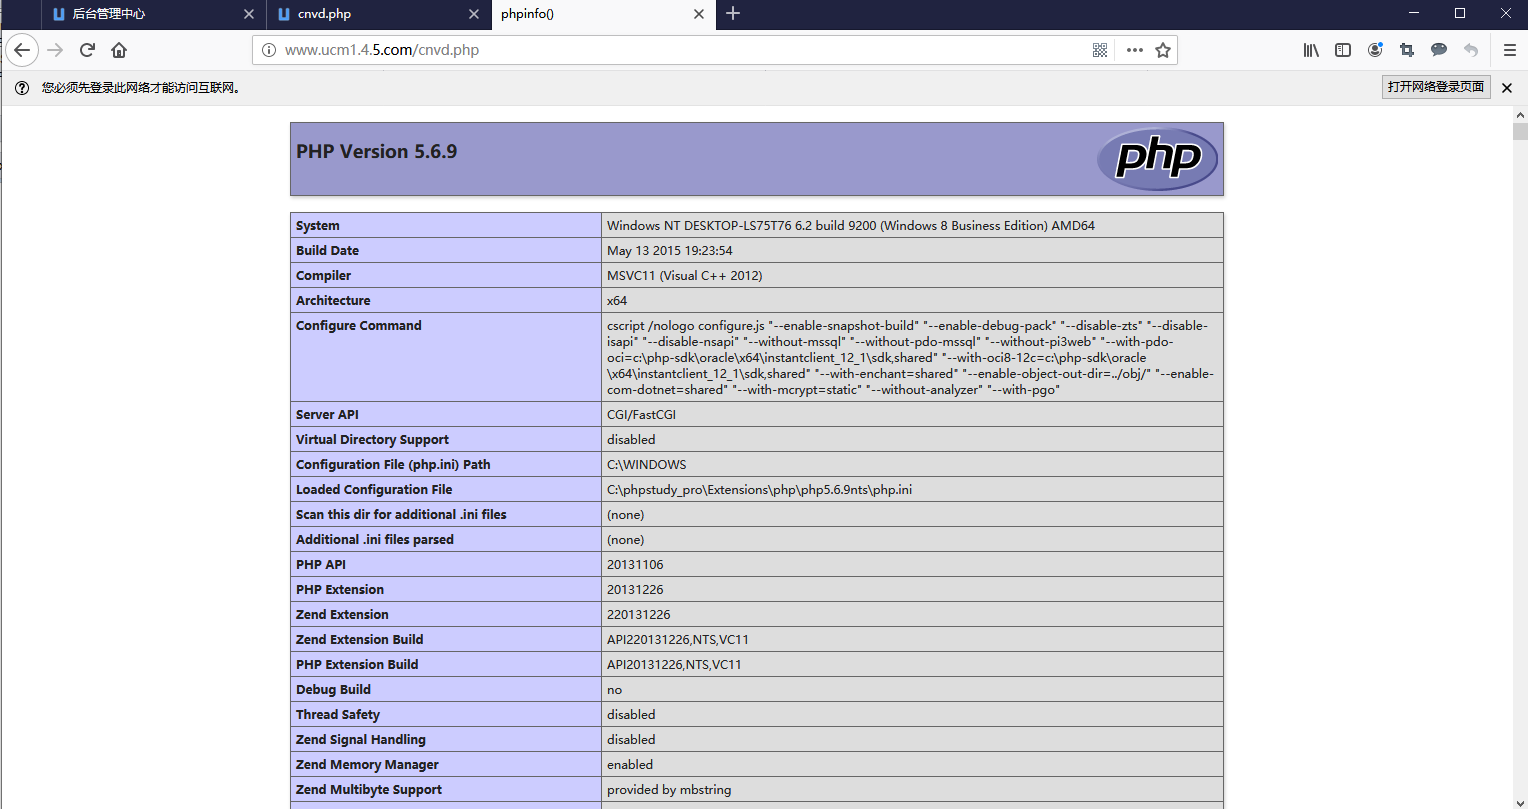 后台管理中心
cnvd.php
phpinfo()
www.ucm1.4.5.com/cnvd.php
您必须先登录此网络才能访问互联网。
打开网络登录页面
PHP Version 5.6.9
php
System Windows NT DESKTOP-LS75T76 6.2 build 9200 (Windows 8 Business Edition) AMD64
Build Date May 13 2015 19:23:54
Compiler MSVC11 (Visual C++ 2012)
Architecture x64
Configure Command cscript /nologo configure.js "--enable-snapshot-build" "--enable-debug-pack" "--disable-zts" "--disable-
isapi" "--disable-nsapi" "--without-mssql" "--without-pdo-mssql" "--without-pi3web" "--with-pdo-
oci=c:\php-sdk\oracle\x64\instantclient_12_1\sdk,shared" "--with-oci8-12c=c:\php-sdk\oracle
\x64\instantclient_12_1\sdk,shared" "--with-enchant=shared" "--enable-object-out-dir=../obj/" "--enable-
com-dotnet=shared" "--with-mcrypt=static" "--without-analyzer" "--with-pgo"
Server API CGI/FastCGI
Virtual Directory Support disabled
Configuration File (php.ini) Path C:\WINDOWS
Loaded Configuration File C:\phpstudy_pro\Extensions\php\php5.6.9nts\php.ini
Scan this dir for additional .ini files (none)
Additional .ini files parsed (none)
PHP API 20131106
PHP Extension 20131226
Zend Extension 220131226
Zend Extension Build API220131226,NTS,VC11
PHP Extension Build API20131226,NTS,VC11
Debug Build no
Thread Safety disabled
Zend Signal Handling disabled
Zend Memory Manager enabled
Zend Multibyte Support provided by mbstring